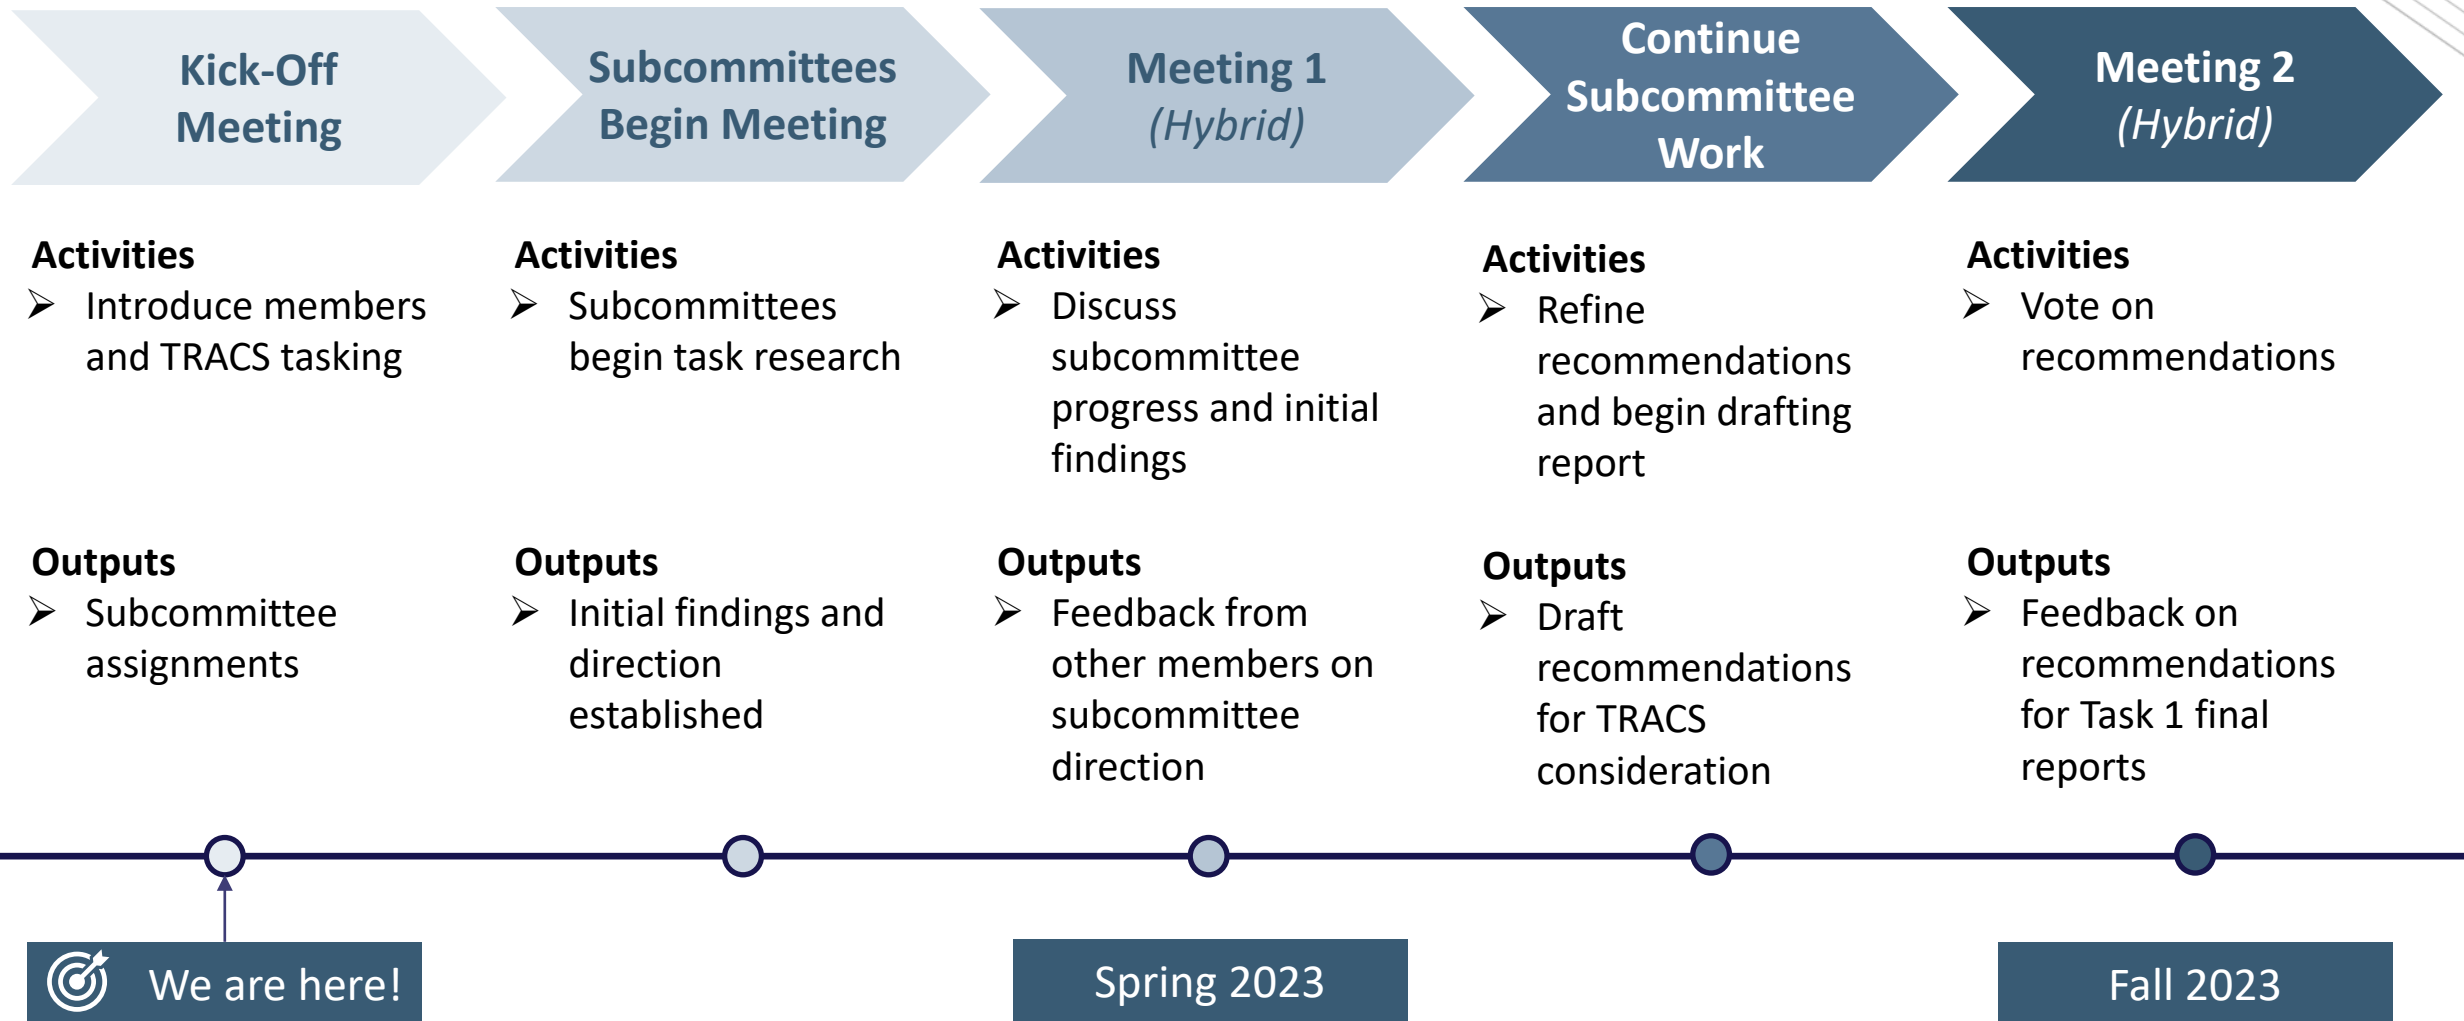 Kick-Off
Meeting
Subcommittees
Begin Meeting
Meeting 1
(Hybrid)
Continue
Subcommittee
Work
Meeting 2
(Hybrid)
Activities
➢ Introduce members
and TRACS tasking
Outputs
➢ Subcommittee
assignments
Activities
➢ Subcommittees
begin task research
Outputs
➢ Initial findings and
direction
established
Activities
➢ Discuss
subcommittee
progress and initial
findings
Outputs
➢ Feedback from
other members on
subcommittee
direction
Activities
➢ Refine
recommendations
and begin drafting
report
Outputs
➢ Draft
recommendations
for TRACS
consideration
Activities
➢ Vote on
recommendations
Outputs
➢ Feedback on
recommendations
for Task 1 final
reports
We are here!
Spring 2023
Fall 2023